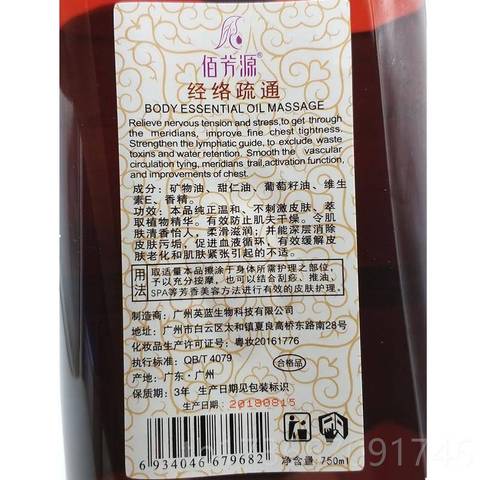 佰芳源
经络疏通
BODY ESSENTIAL OIL MASSAGE
Relieve nervous tension and stress,to get through
the meridians, improve fine chest tightness.
Strengthen the lymphatic guide, to exclude waste
toxins and water retention. Smooth the vascular
circulation tying, meridians trail,activation function,
and improvements of chest.
成分：矿物油、甜仁油、葡萄籽油、维生
素E、香精。
功效：本品纯正温和、不刺激皮肤、萃
取植物精华。有效防止肌夫干燥。令肌
肤清香怡人，柔滑滋润；并能深层消除
皮肤污垢，促进血液循环，有效缓解皮
肤老化和肌肤紧张引起的不适。
用法
取适量本品擦涂于身体所需护理之部位，
予以充分按摩，也可以结合刮痧、推油、
SPA等芳香美容方法进行有效的皮肤护理。
制造商：广州英蓝生物科技有限公司
地址：广州市白云区太和镇夏良高桥东路南28号
化妆品生产许可证号：粤妆20161776
执行标准：QB/T 4079
合格品
产地：广东·广州
保质期：3年 生产日期见包装标识
生产日期：20180815
6 934046 679682
净含量：750ml